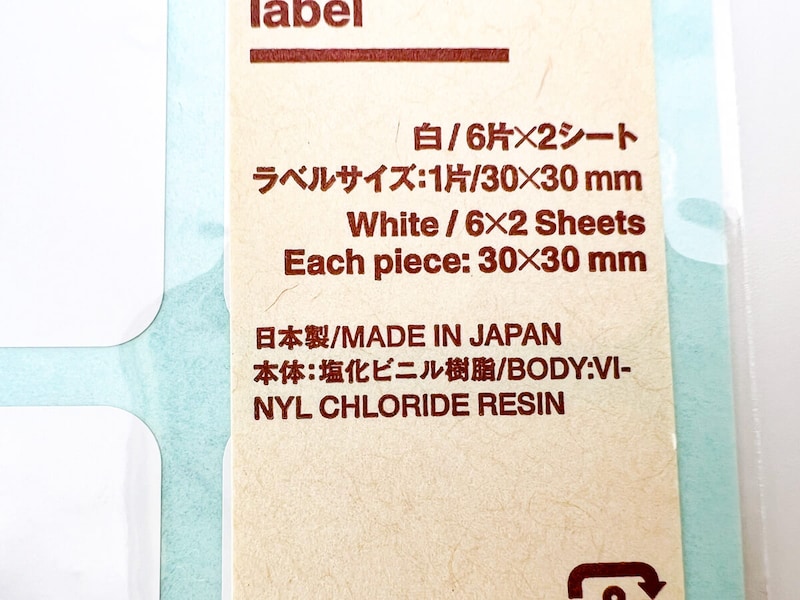 label
白/6片×2シート
ラベルサイズ:1片/30×30 mm
White / 6×2 Sheets
Each piece: 30×30 mm
日本製/MADE IN JAPAN
本体:塩化ビニル樹脂/BODY:VI-
NYL CHLORIDE RESIN